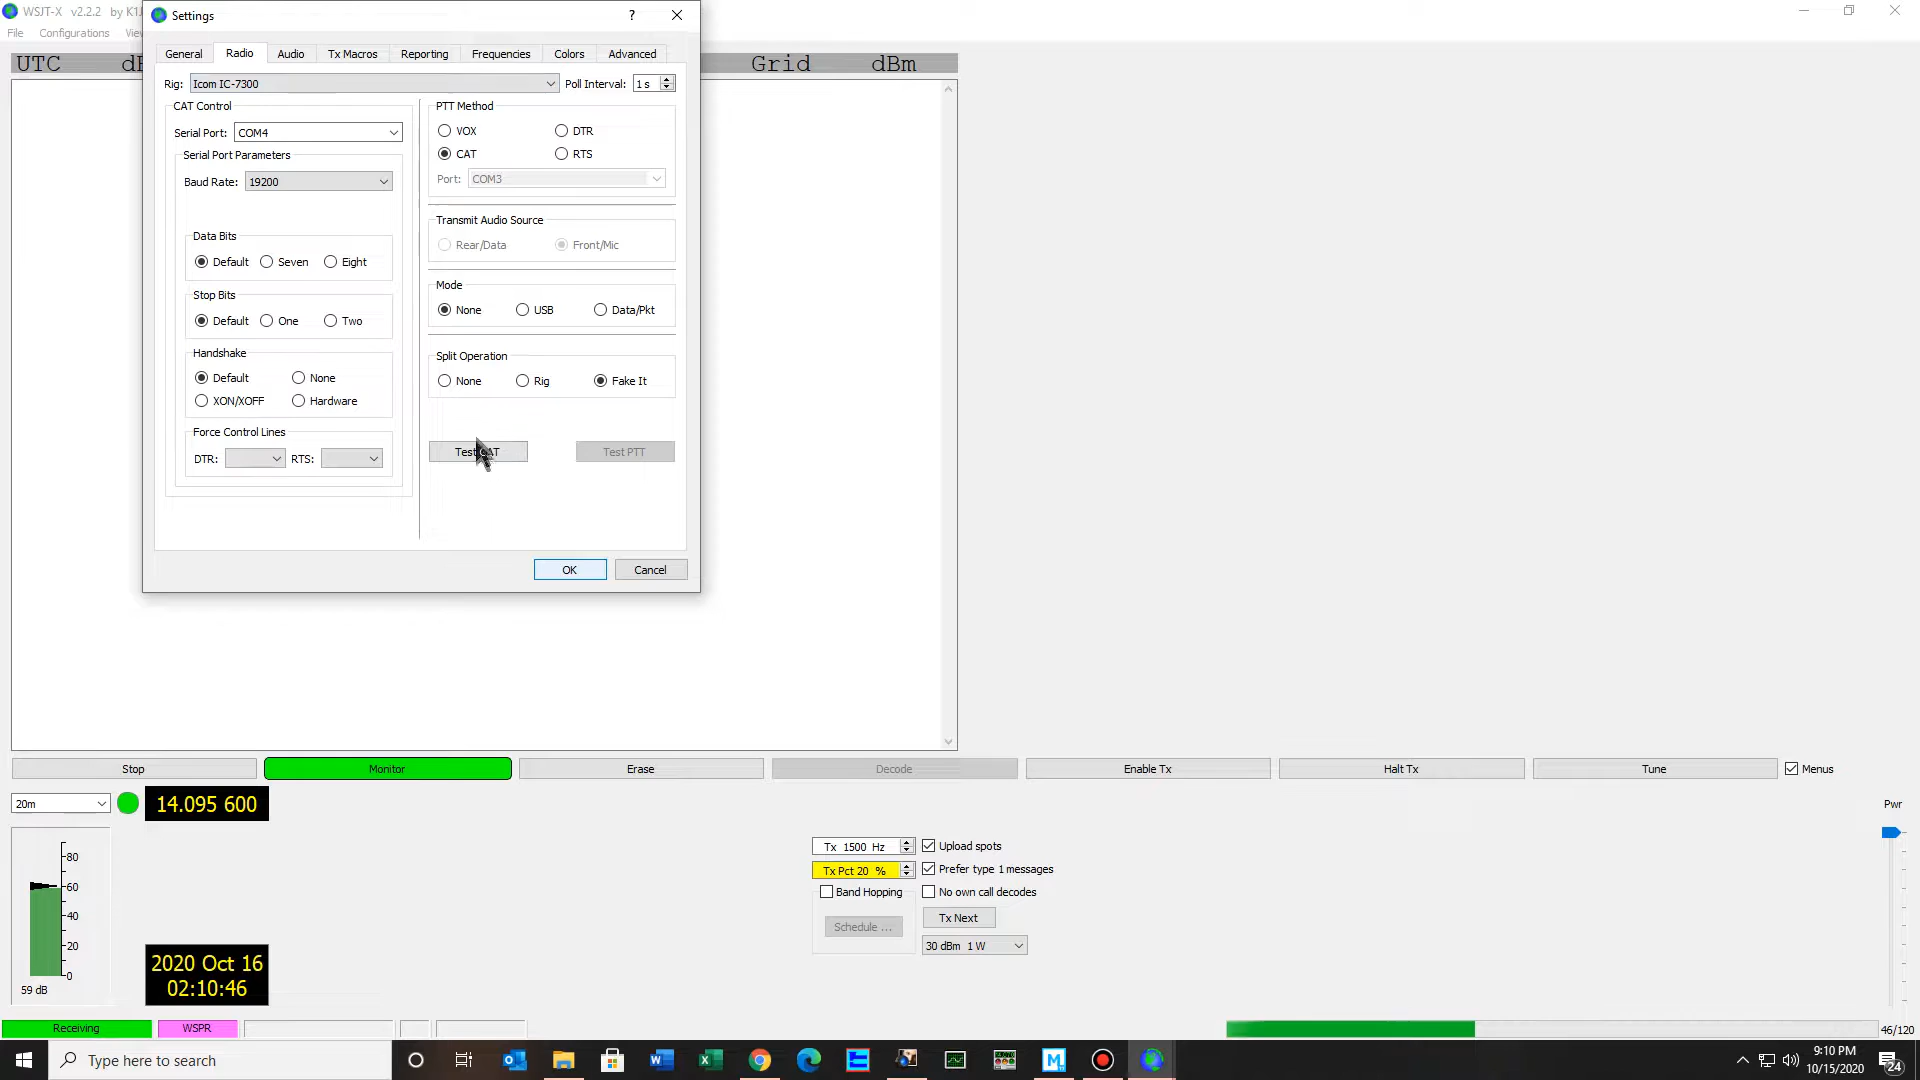 WSJT-X v2.2.2 by K1J
Settings
?
File Configurations Vie
General Radio Audio Tx Macros Reporting Frequencies Colors Advanced
UTC dB Grid dBm
Rig: Icom IC-7300 Poll Interval: 1 s
CAT Control
Serial Port: COM4
Serial Port Parameters
Baud Rate: 19200
Data Bits
Default Seven Eight
Stop Bits
Default One Two
Handshake
Default None
XON/XOFF Hardware
Force Control Lines
DTR: RTS:
PTT Method
VOX DTR
CAT RTS
Port: COM3
Transmit Audio Source
Rear/Data Front/Mic
Mode
None USB Data/Pkt
Split Operation
None Rig Fake It
Test CAT Test PTT
OK Cancel
Stop Monitor Erase Decode Enable Tx Halt Tx Tune Menus
20m 14.095 600 Pwr
80
60
40
20
0
59 dB
2020 Oct 16
02:10:46
Tx 1500 Hz Upload spots
Tx Pct 20 % Prefer type 1 messages
Band Hopping No own call decodes
Schedule ... Tx Next
30 dBm 1 W
Receiving WSPR 46/120
Type here to search
9:10 PM
10/15/2020
24